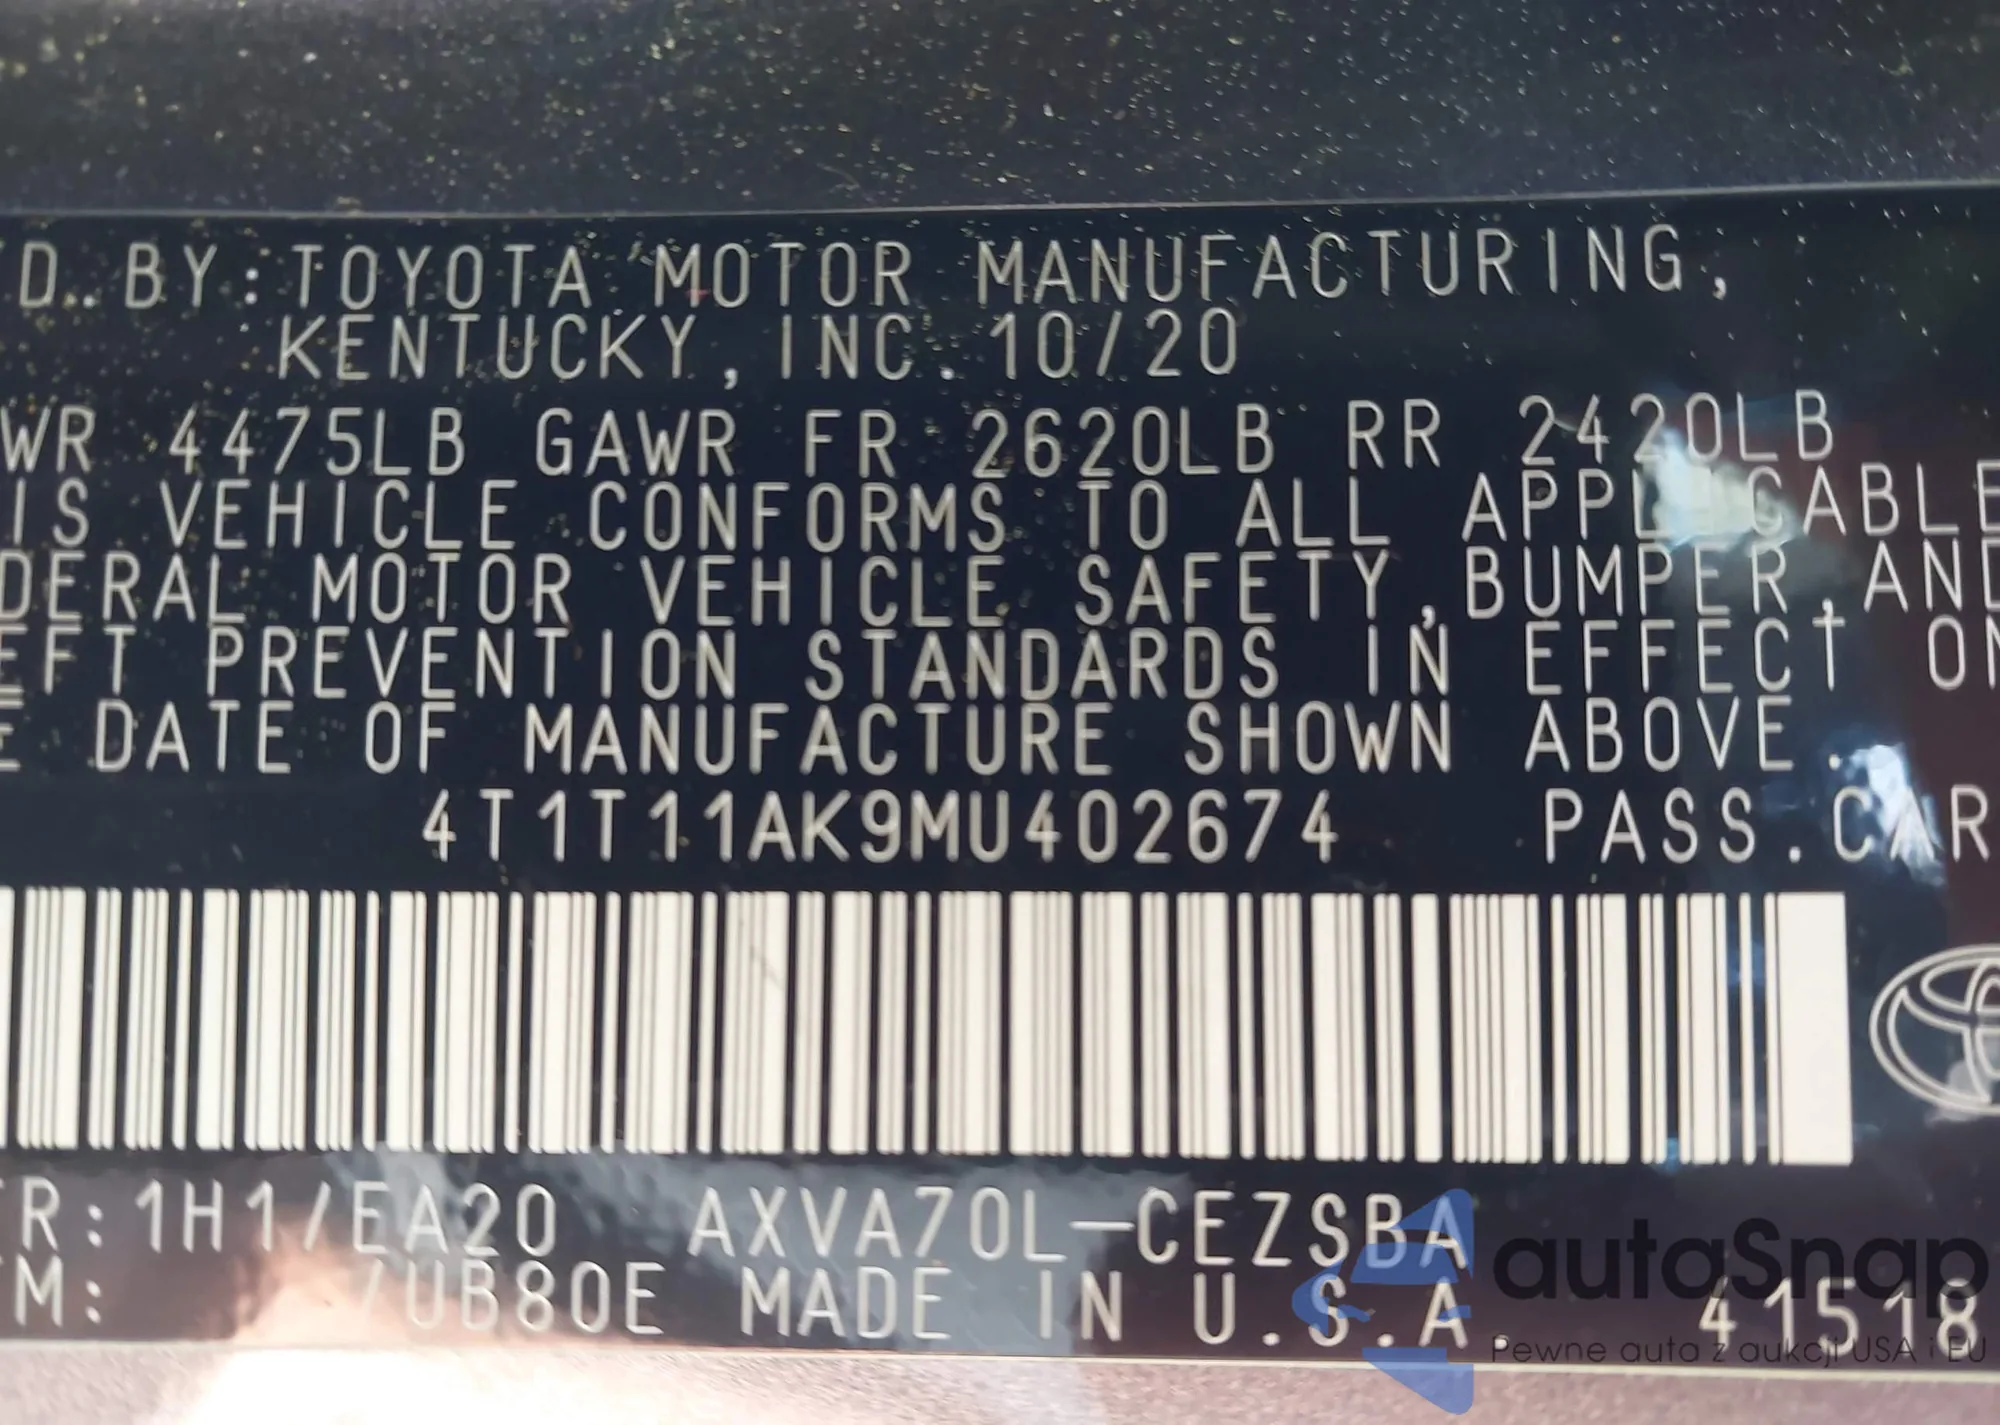 D. BY: TOYOTA MOTOR MANUFACTURING,
KENTUCKY, INC. 10/20
WR 4475LB GAWR FR 2620LB RR 2420LB
IS VEHICLE CONFORMS TO ALL APPLICABLE
DERAL MOTOR VEHICLE SAFETY, BUMPER, AND
EFT PREVENTION STANDARDS IN EFFECT ON
E DATE OF MANUFACTURE SHOWN ABOVE.
4T1T11AK9MU402674 PASS.CAR
R: 1H1/EA20 AXVA70L-CEZSBA
M: /UB80E MADE IN U.S.A. 41518
autoSnap
Pewne auta z aukcji USA i EU